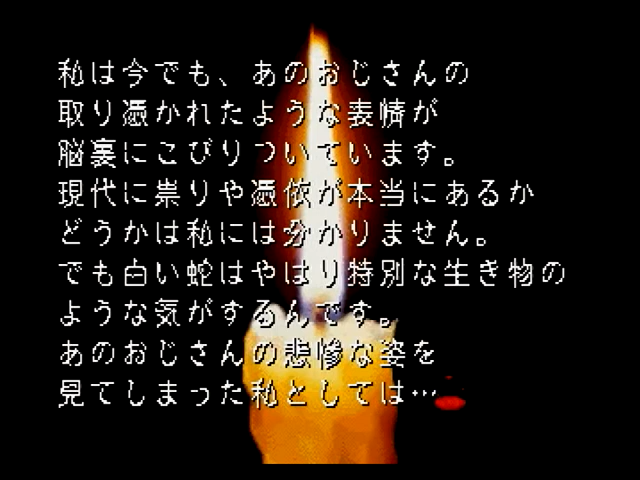 私は今でも、あのおじさんの
取り憑かれたような表情が
脳裏にこびりついています。
現代に祟りや憑依が本当にあるか
どうかは私には分かりません。
でも白い蛇はやはり特別な生き物の
ような気がするんです。
あのおじさんの悲惨な姿を
見てしまった私としては…